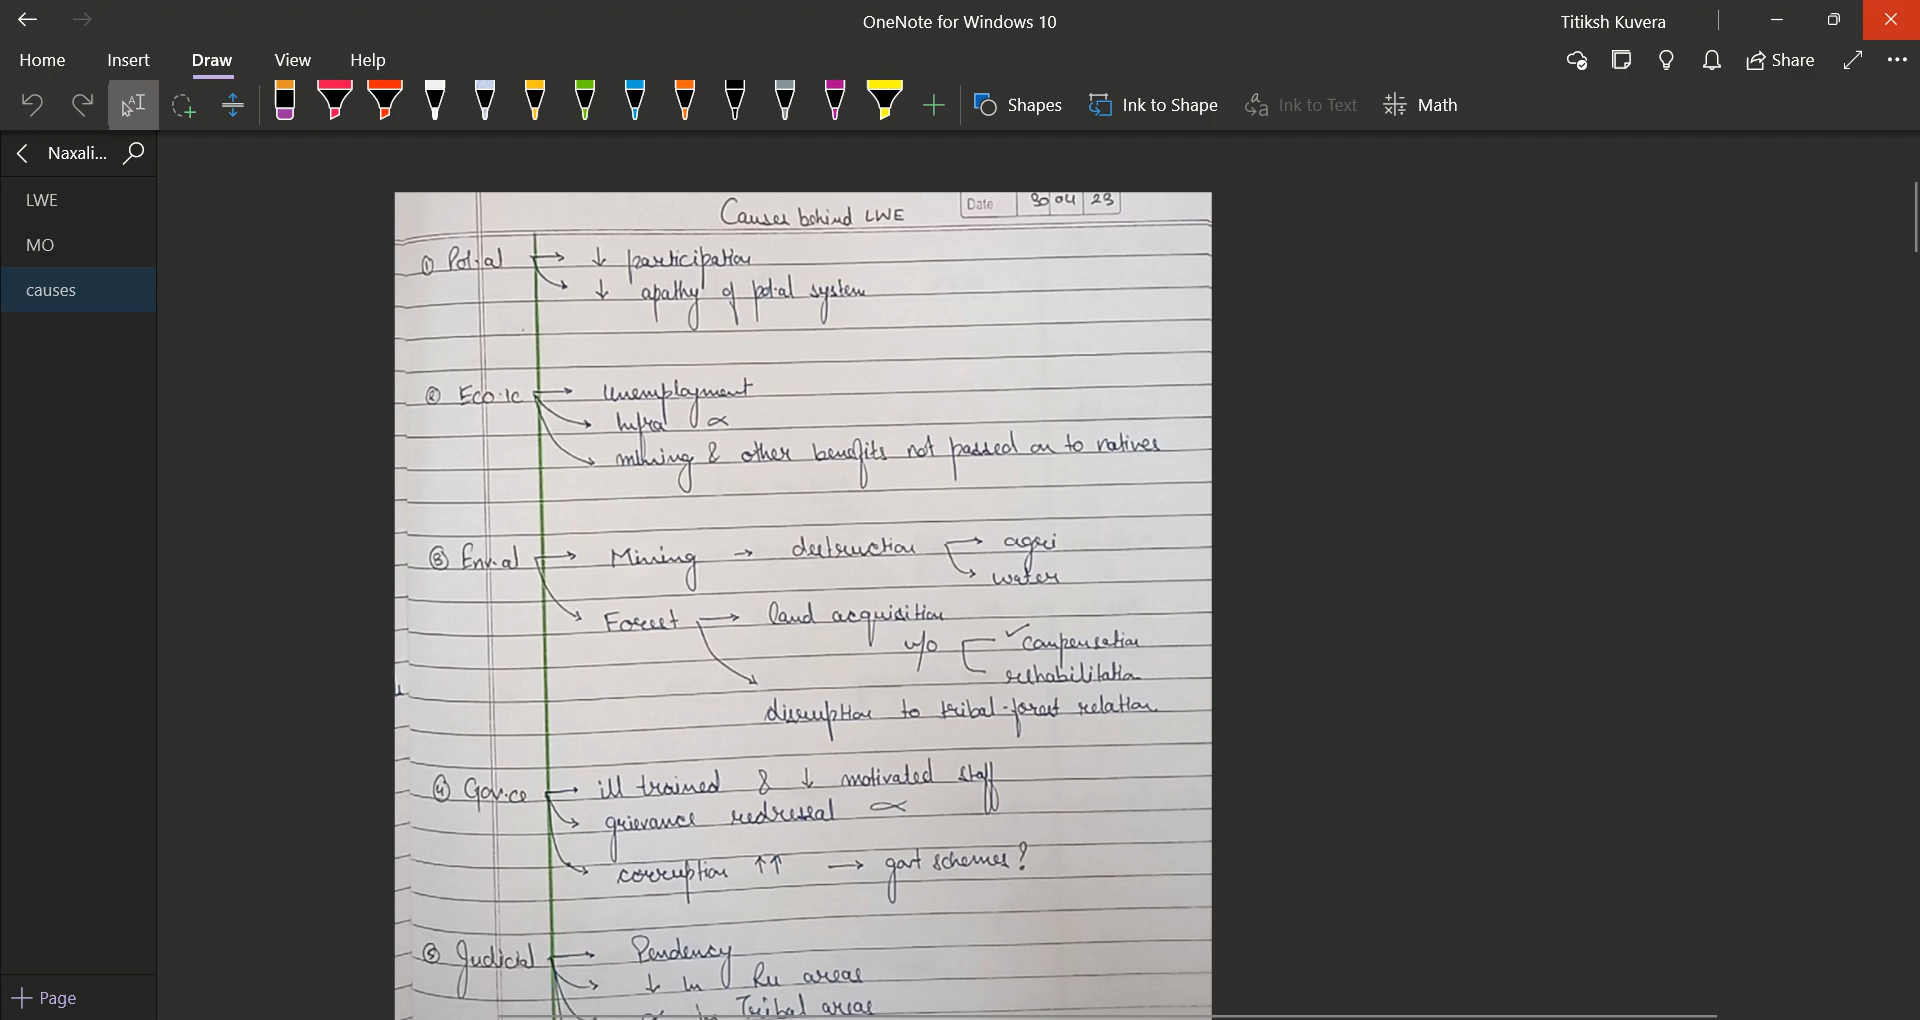 OneNote for Windows 10
Titiksh Kuvera
Home Insert Draw View Help
Share
Shapes
Ink to Shape
Ink to Text
Math
Naxali...
LWE
MO
causes
Page
Causes behind LWE
Date 30 04 23
① Pol.al → ↓ participation
↓ apathy of pol.al system
② Eco.ic → Unemployment
Infra ∝
mining & other benefits not passed on to natives
③ Env.al → Mining → destruction → agri
water
Forest → land acquisition
w/o ✓compensation
rehabilitation
disruption to tribal-forest relation
④ Gov.ce → ill trained & ↓ motivated staff
grievance redressal ∝
corruption ↑↑ → govt schemes?
⑤ Judicial → Pendency
↓ in Ru areas
∝ in Tribal areas